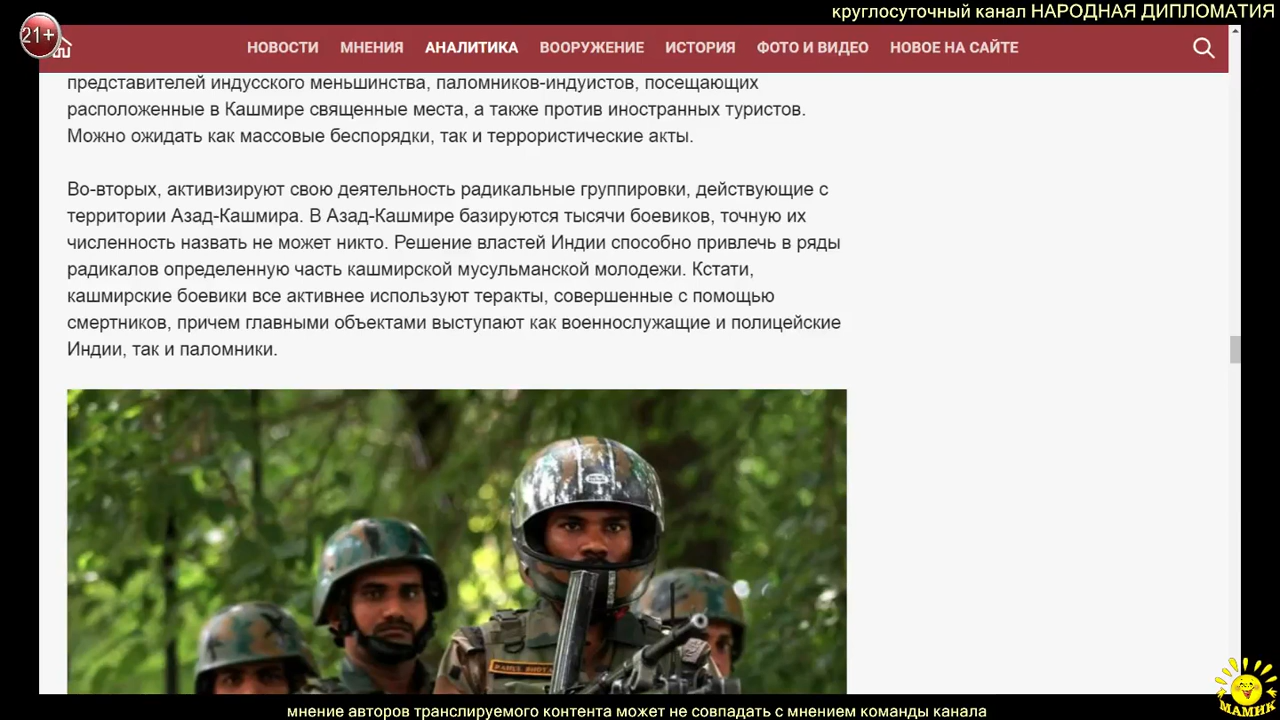 круглосуточный канал НАРОДНАЯ ДИПЛОМАТИЯ
21+
НОВОСТИ МНЕНИЯ АНАЛИТИКА ВООРУЖЕНИЕ ИСТОРИЯ ФОТО И ВИДЕО НОВОЕ НА САЙТЕ
представителей индусского меньшинства, паломников-индуистов, посещающих
расположенные в Кашмире священные места, а также против иностранных туристов.
Можно ожидать как массовые беспорядки, так и террористические акты.
Во-вторых, активизируют свою деятельность радикальные группировки, действующие с
территории Азад-Кашмира. В Азад-Кашмире базируются тысячи боевиков, точную их
численность назвать не может никто. Решение властей Индии способно привлечь в ряды
радикалов определенную часть кашмирской мусульманской молодежи. Кстати,
кашмирские боевики все активнее используют теракты, совершенные с помощью
смертников, причем главными объектами выступают как военнослужащие и полицейские
Индии, так и паломники.
МАМИК
мнение авторов транслируемого контента может не совпадать с мнением команды канала